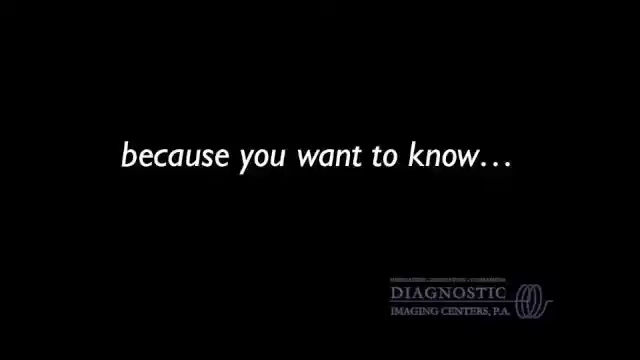 because you want to know...
DIAGNOSTIC
IMAGING CENTERS, P.A.